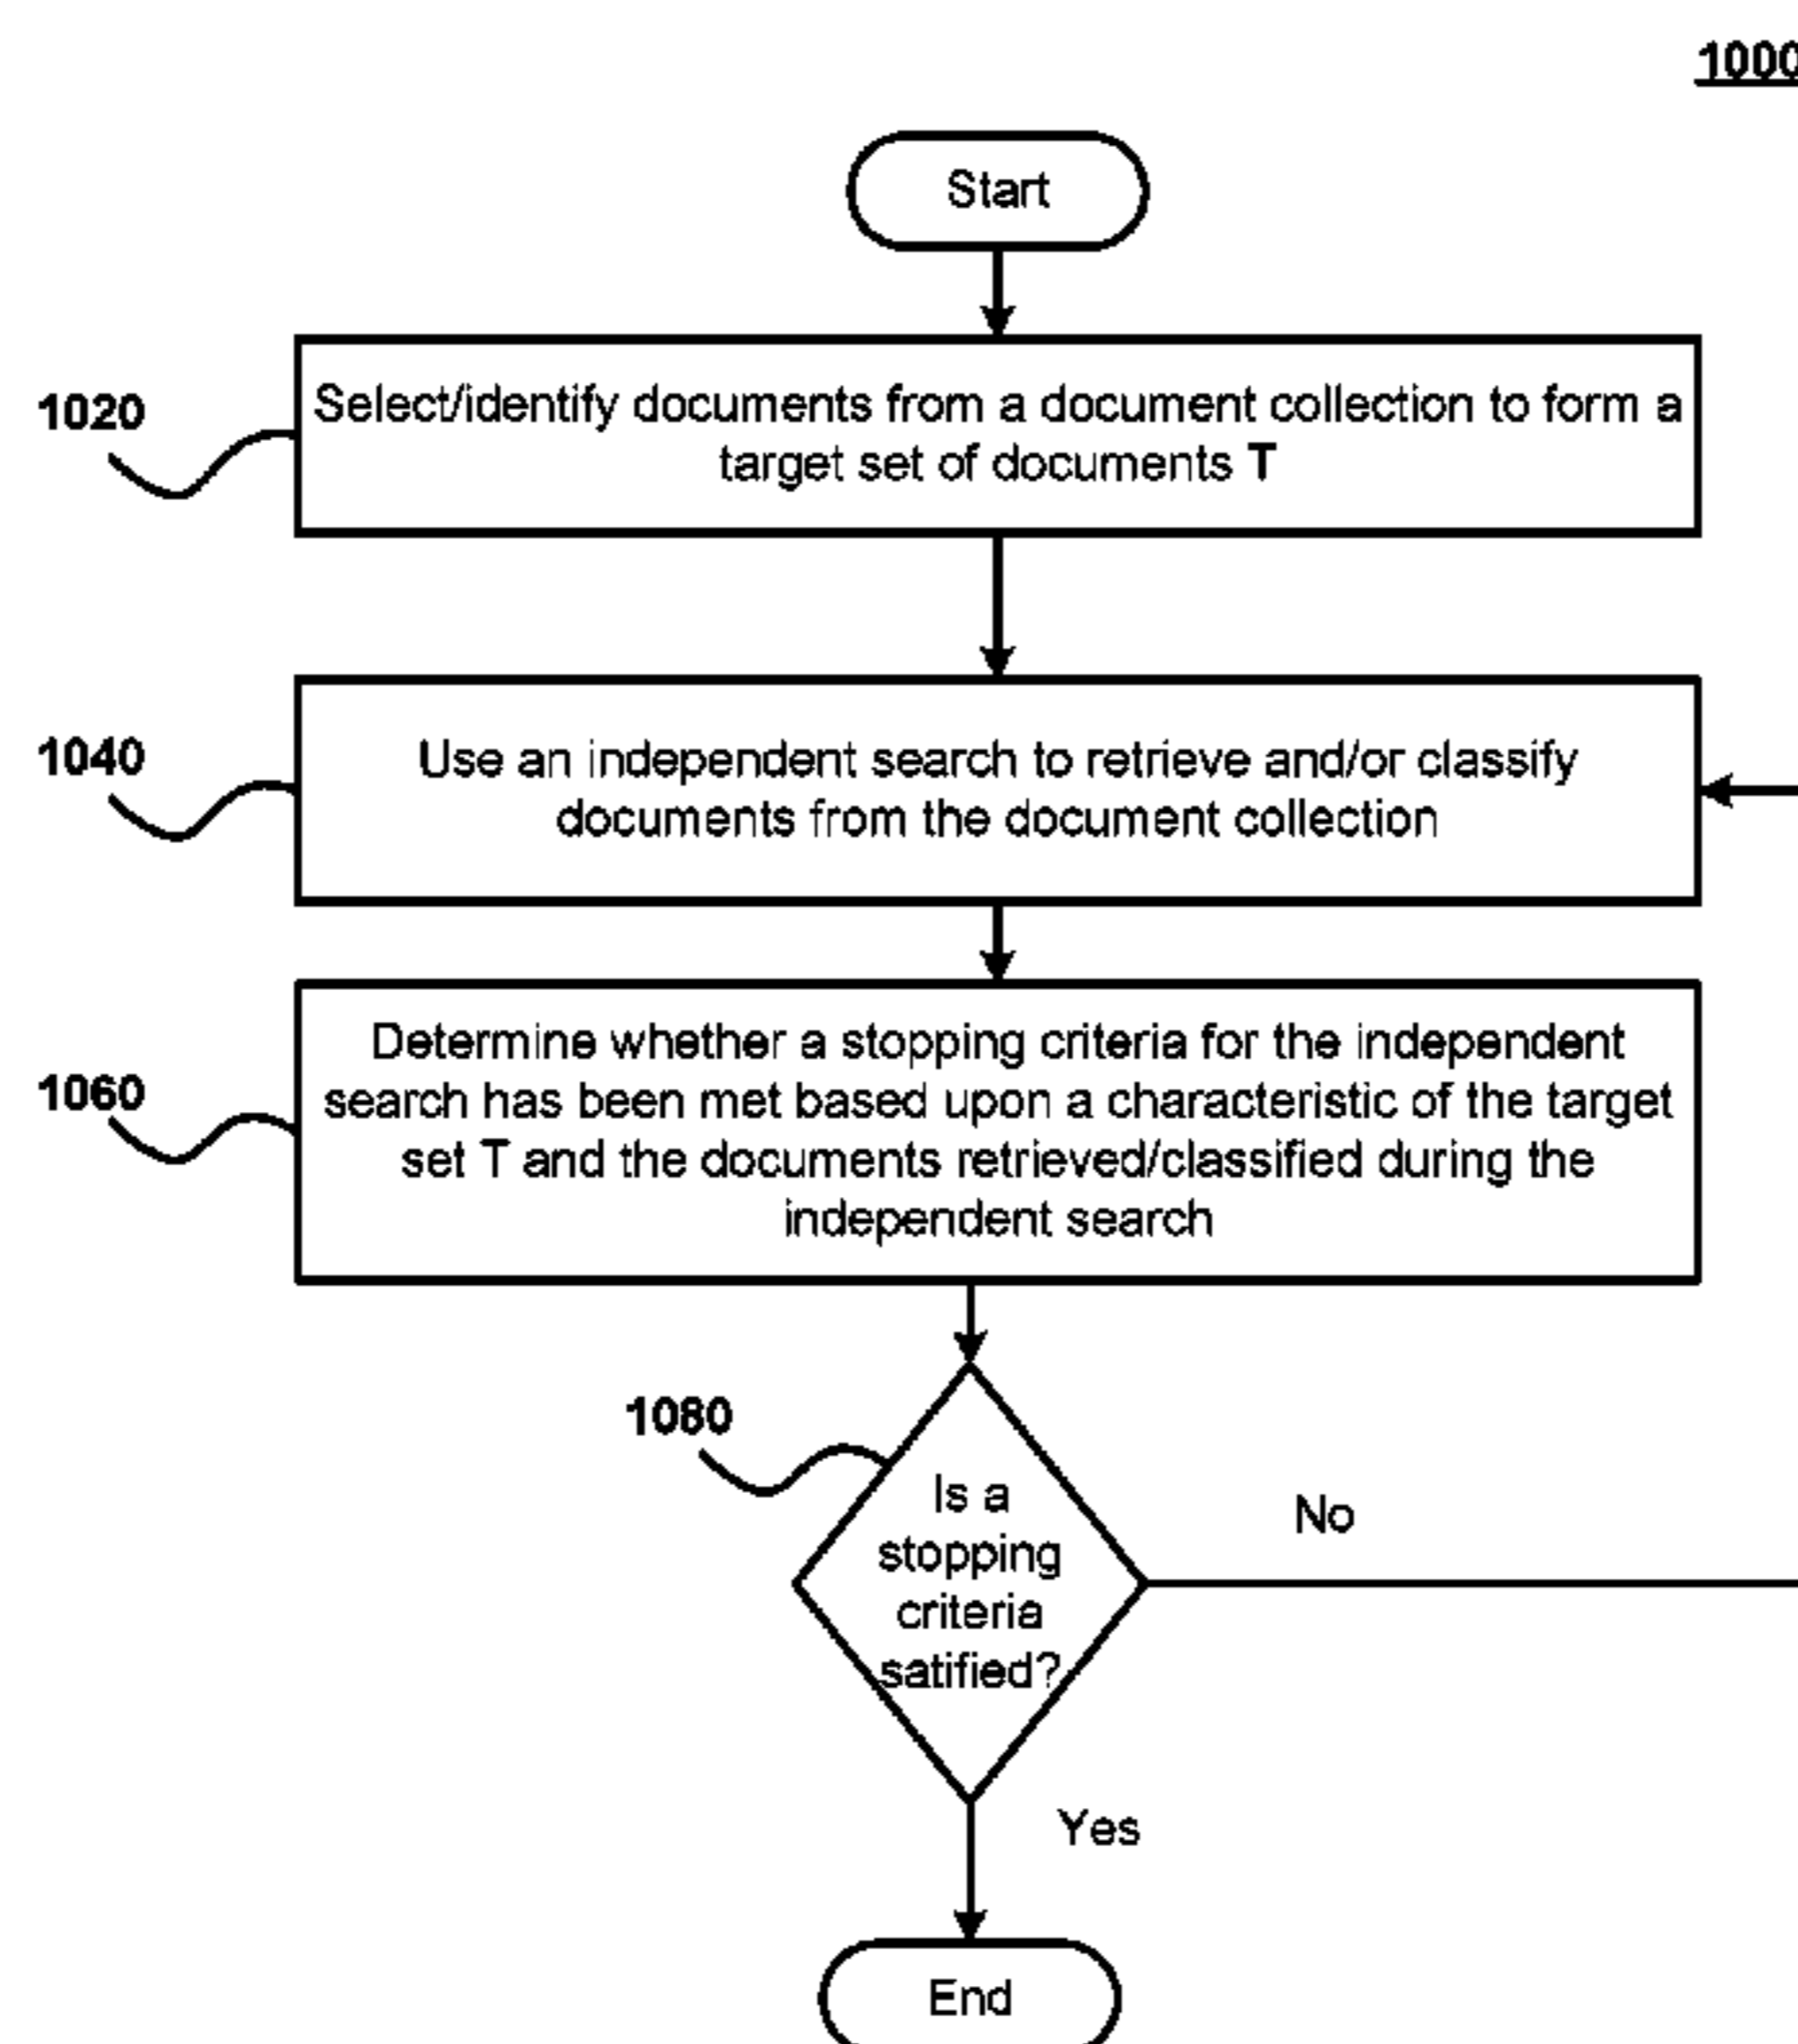 1000
Start
1020
Select/identify documents from a document collection to form a
target set of documents T
1040
Use an independent search to retrieve and/or classify
documents from the document collection
1060
Determine whether a stopping criteria for the independent
search has been met based upon a characteristic of the target
set T and the documents retrieved/classified during the
independent search
1080
Is a
stopping
criteria
satified?
No
Yes
End